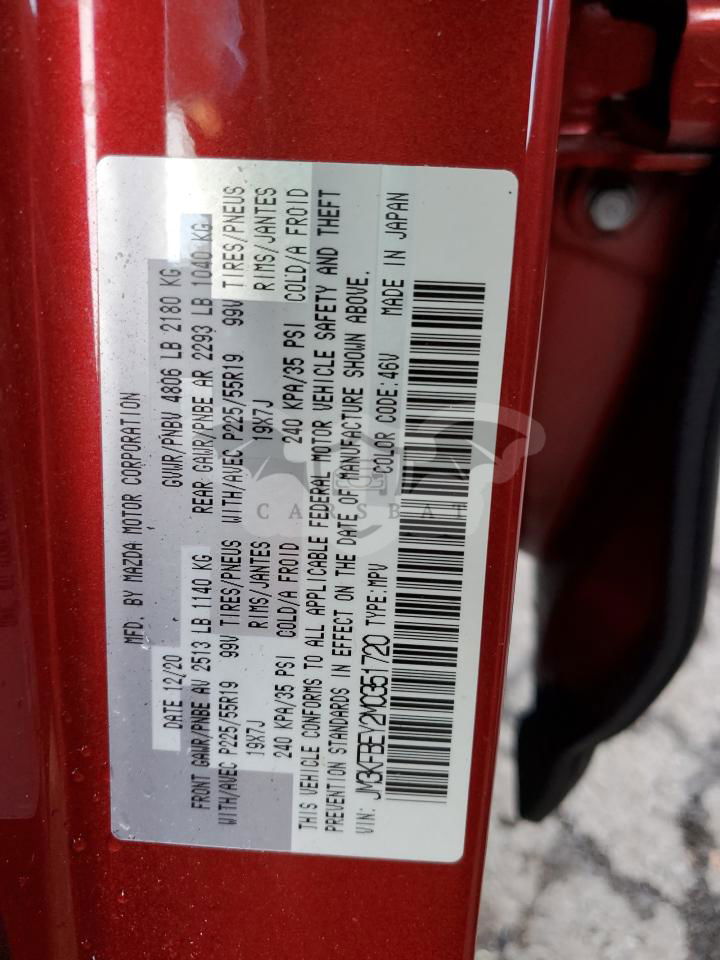 MFD. BY MAZDA MOTOR CORPORATION
DATE 12/20 GVWR/PNBV 4806 LB 2180 KG
FRONT GAWR/PNBE AV 2513 LB 1140 KG REAR GAWR/PNBE AR 2293 LB 1040 KG
WITH/AVEC P225/55R19 99V TIRES/PNEUS WITH/AVEC P225/55R19 99V TIRES/PNEUS
19X7J RIMS/JANTES 19X7J RIMS/JANTES
240 KPA/35 PSI COLD/A FROID 240 KPA/35 PSI COLD/A FROID
THIS VEHICLE CONFORMS TO ALL APPLICABLE FEDERAL MOTOR VEHICLE SAFETY AND THEFT
PREVENTION STANDARDS IN EFFECT ON THE DATE OF MANUFACTURE SHOWN ABOVE.
VIN: JM3KFBEY2M0351720 TYPE:MPV COLOR CODE:46V MADE IN JAPAN
CARSBAT